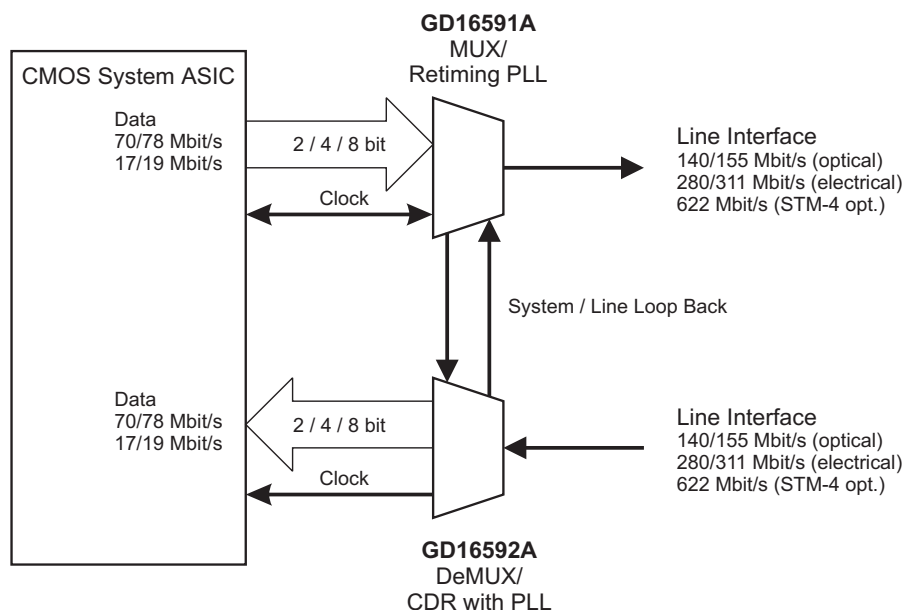 GD16591A
MUX/
Retiming PLL
CMOS System ASIC
Data
70/78 Mbit/s
17/19 Mbit/s
2 / 4 / 8 bit
Clock
Line Interface
140/155 Mbit/s (optical)
280/311 Mbit/s (electrical)
622 Mbit/s (STM-4 opt.)
System / Line Loop Back
Data
70/78 Mbit/s
17/19 Mbit/s
2 / 4 / 8 bit
Clock
Line Interface
140/155 Mbit/s (optical)
280/311 Mbit/s (electrical)
622 Mbit/s (STM-4 opt.)
GD16592A
DeMUX/
CDR with PLL